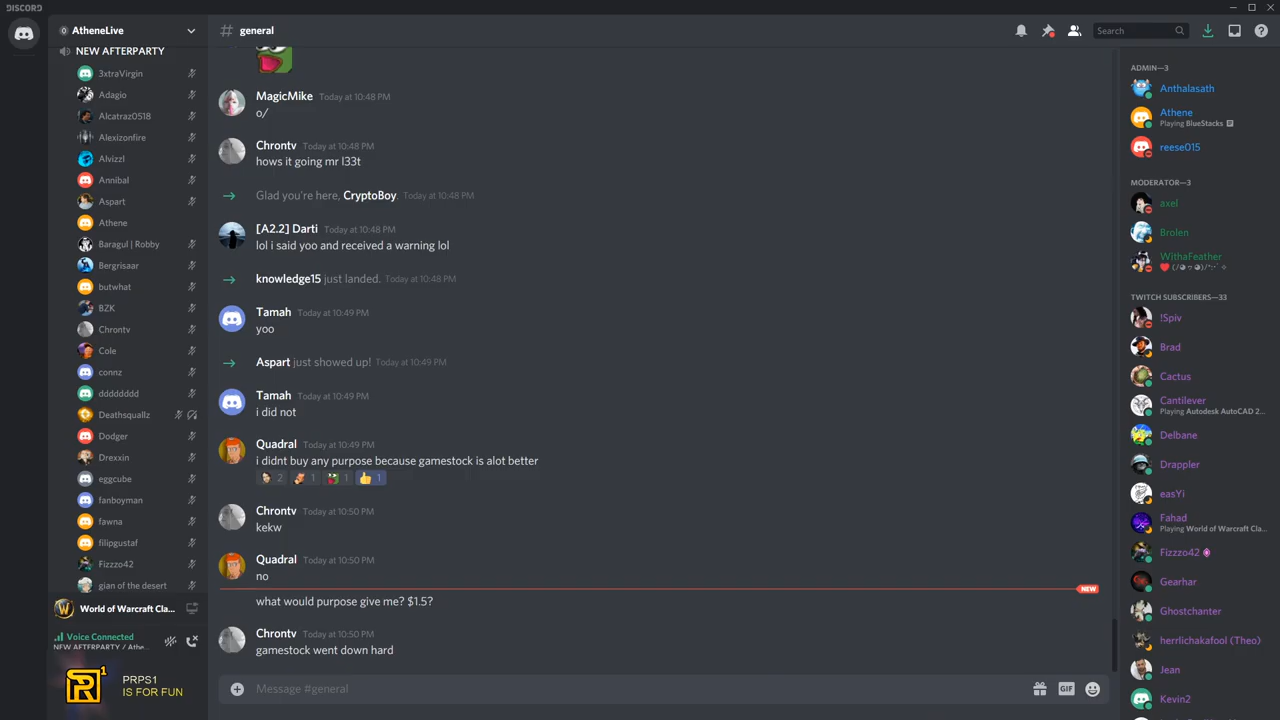 DISCORD
AtheneLive
NEW AFTERPARTY
3xtraVirgin
Adagio
Alcatraz0518
Alexizonfire
Alvizzl
Annibal
Aspart
Athene
Baragul | Robby
Bergrisaar
butwhat
BZK
Chrontv
Cole
connz
dddddddd
Deathsquallz
Dodger
Drexxin
eggcube
fanboyman
fawna
filipgustaf
Fizzzo42
gian of the desert
World of Warcraft Cla...
Voice Connected
NEW AFTERPARTY / Athe...
PRPS1
IS FOR FUN
# general
Search
MagicMike Today at 10:48 PM
o/
Chrontv Today at 10:48 PM
hows it going mr l33t
Glad you're here, CryptoBoy. Today at 10:48 PM
[A2.2] Darti Today at 10:48 PM
lol i said yoo and received a warning lol
knowledge15 just landed. Today at 10:48 PM
Tamah Today at 10:49 PM
yoo
Aspart just showed up! Today at 10:49 PM
Tamah Today at 10:49 PM
i did not
Quadral Today at 10:49 PM
i didnt buy any purpose because gamestock is alot better
2 1 1 1
Chrontv Today at 10:50 PM
kekw
Quadral Today at 10:50 PM
no
NEW
what would purpose give me? $1.5?
Chrontv Today at 10:50 PM
gamestock went down hard
Message #general
GIF
ADMIN—3
Anthalasath
Athene
Playing BlueStacks
reese015
MODERATOR—3
axel
Brolen
WithaFeather
TWITCH SUBSCRIBERS—33
!Spiv
Brad
Cactus
Cantilever
Playing Autodesk AutoCAD 2...
Delbane
Drappler
easYi
Fahad
Playing World of Warcraft Cla...
Fizzzo42
Gearhar
Ghostchanter
herrlichakafool (Theo)
Jean
Kevin2